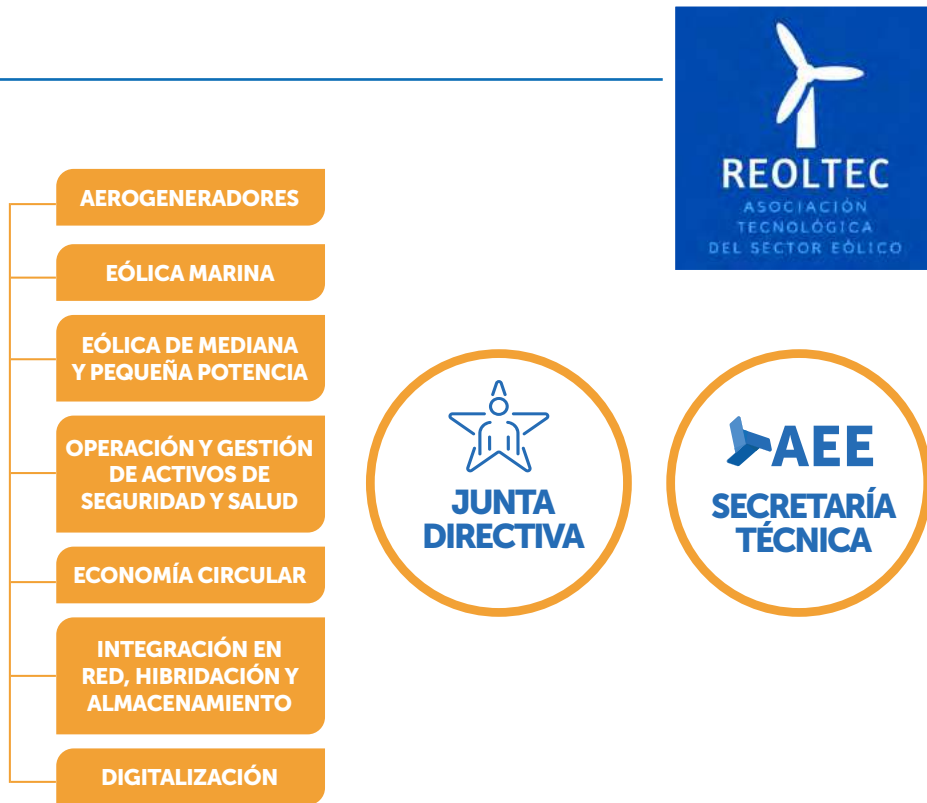 REOLTEC
ASOCIACIÓN
TECNOLÓGICA
DEL SECTOR EÓLICO
AEROGENERADORES
EÓLICA MARINA
EÓLICA DE MEDIANA
Y PEQUEÑA POTENCIA
OPERACIÓN Y GESTIÓN
DE ACTIVOS DE
SEGURIDAD Y SALUD
ECONOMÍA CIRCULAR
INTEGRACIÓN EN
RED, HIBRIDACIÓN Y
ALMACENAMIENTO
DIGITALIZACIÓN
JUNTA
DIRECTIVA
AEE
SECRETARÍA
TÉCNICA